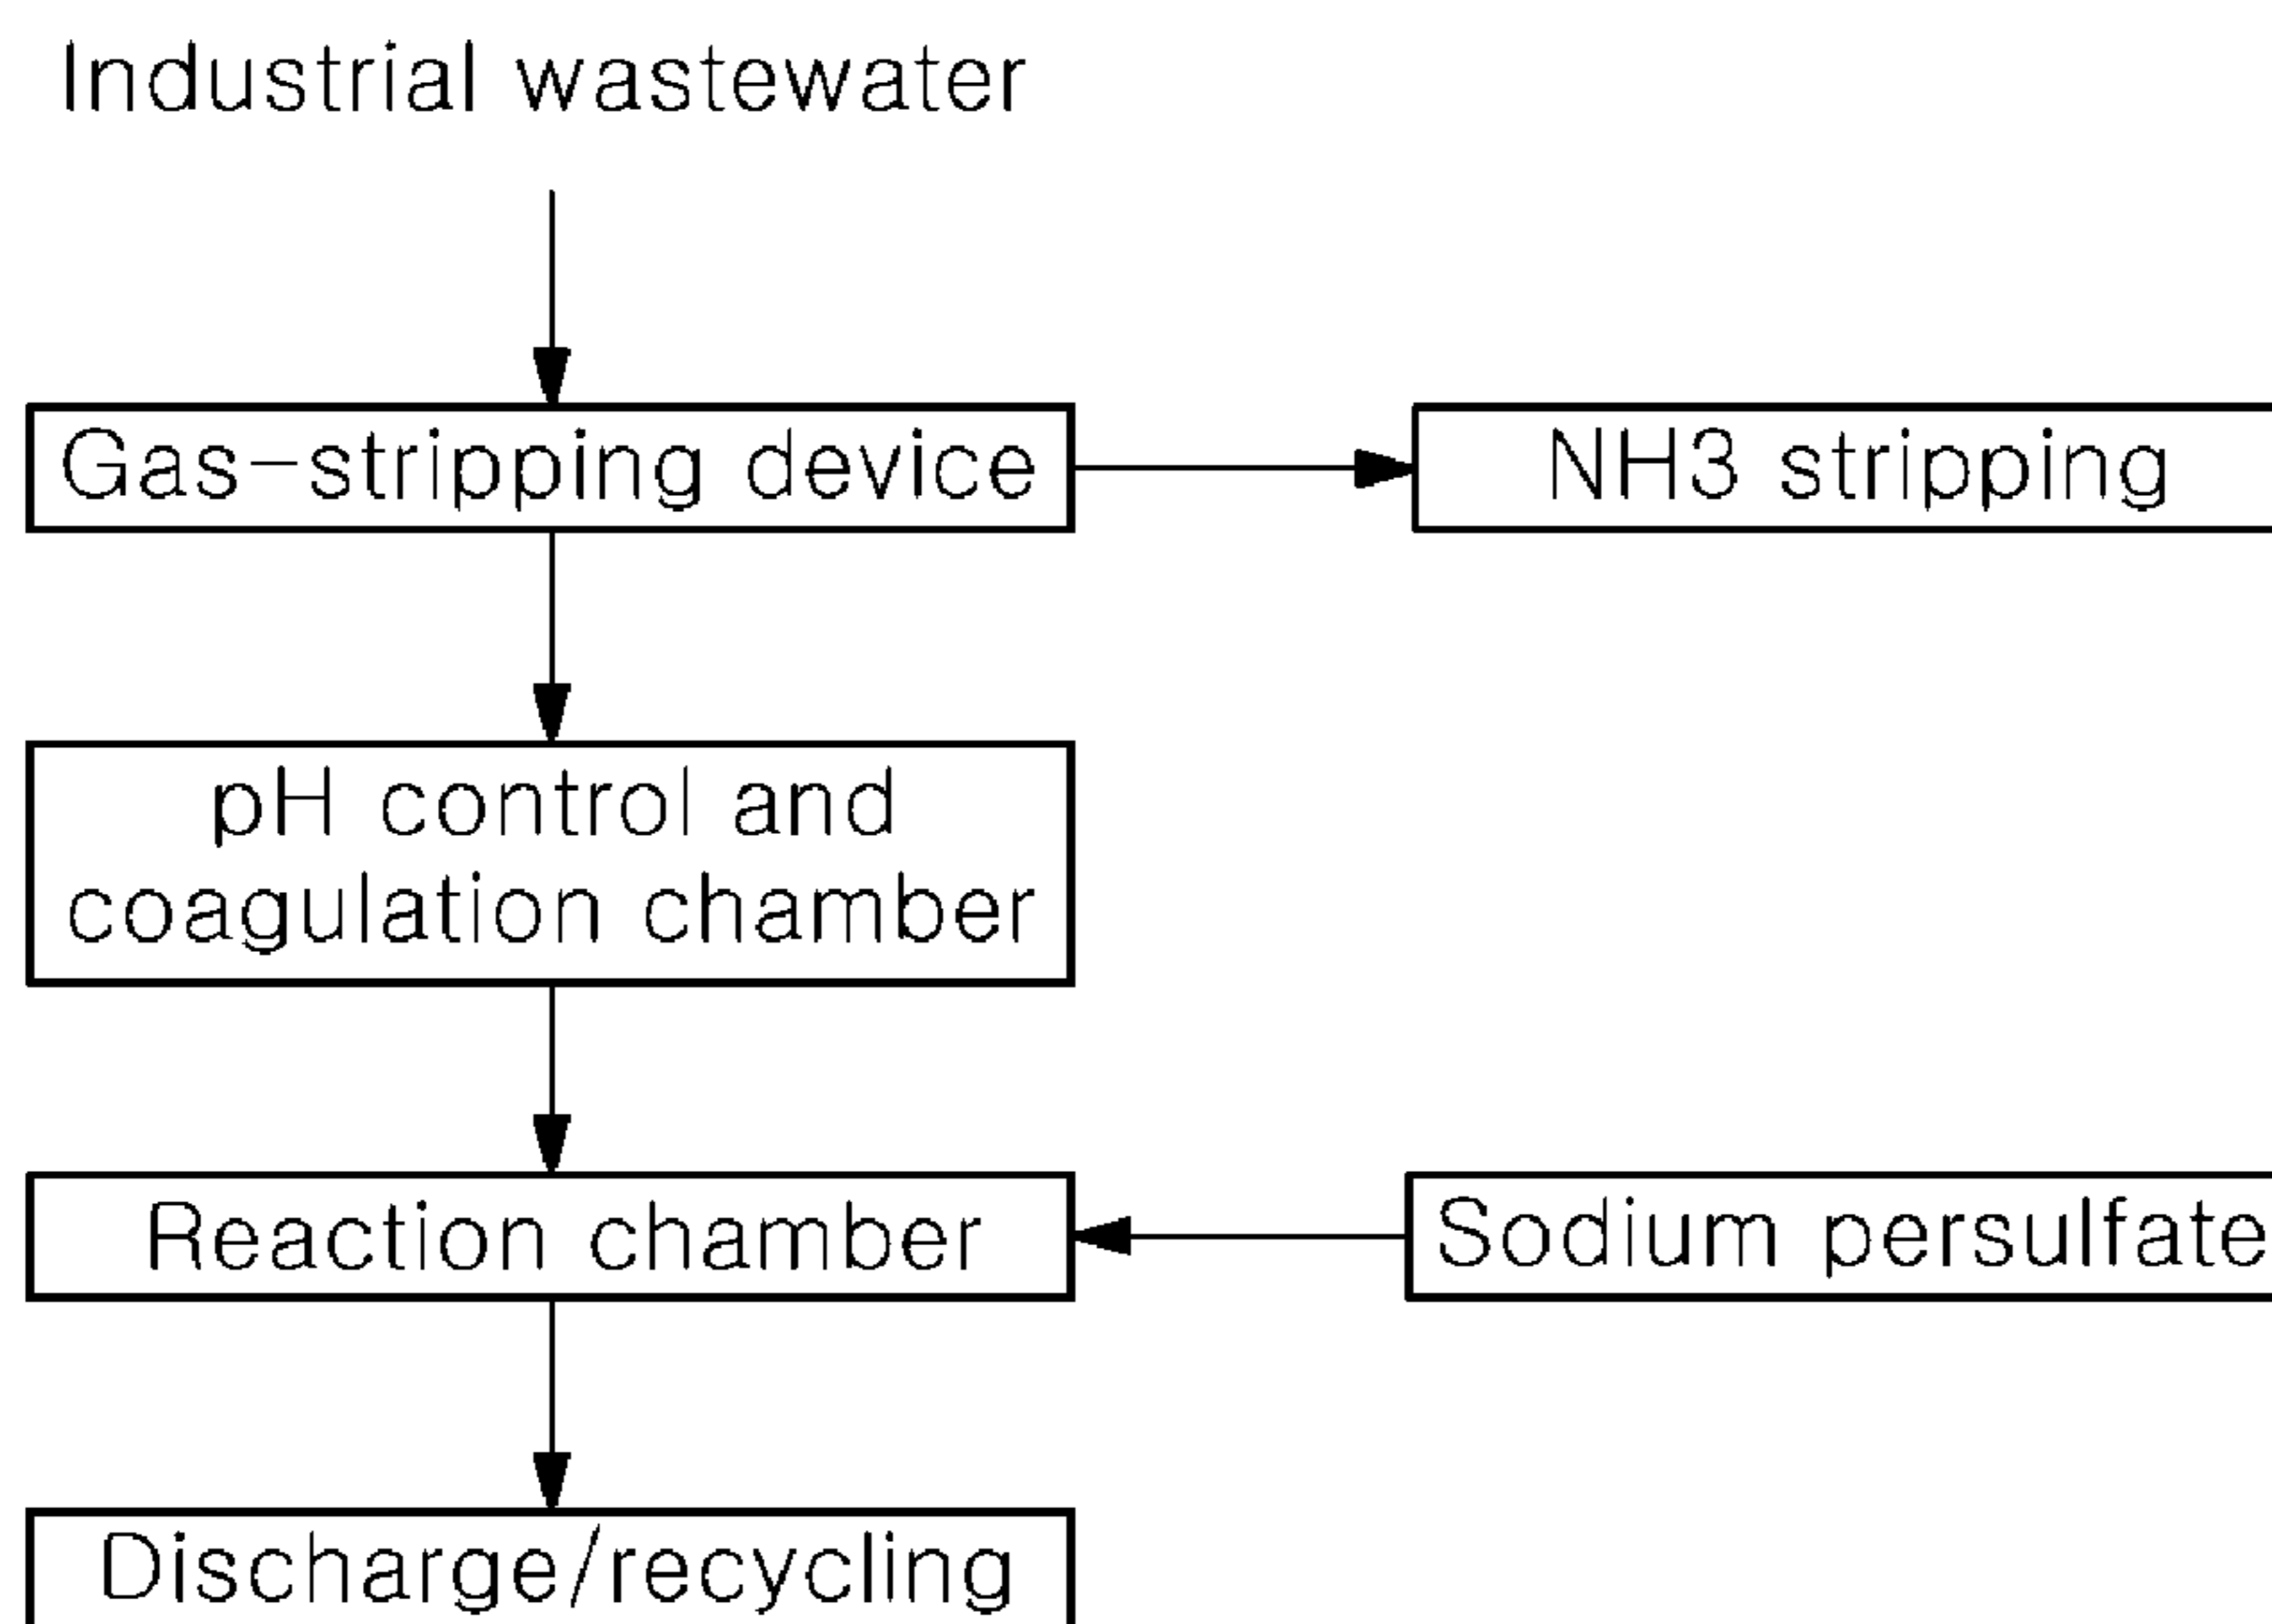 Industrial wastewater
Gas-stripping device
NH3 stripping
pH control and
coagulation chamber
Reaction chamber
Sodium persulfate
Discharge/recycling